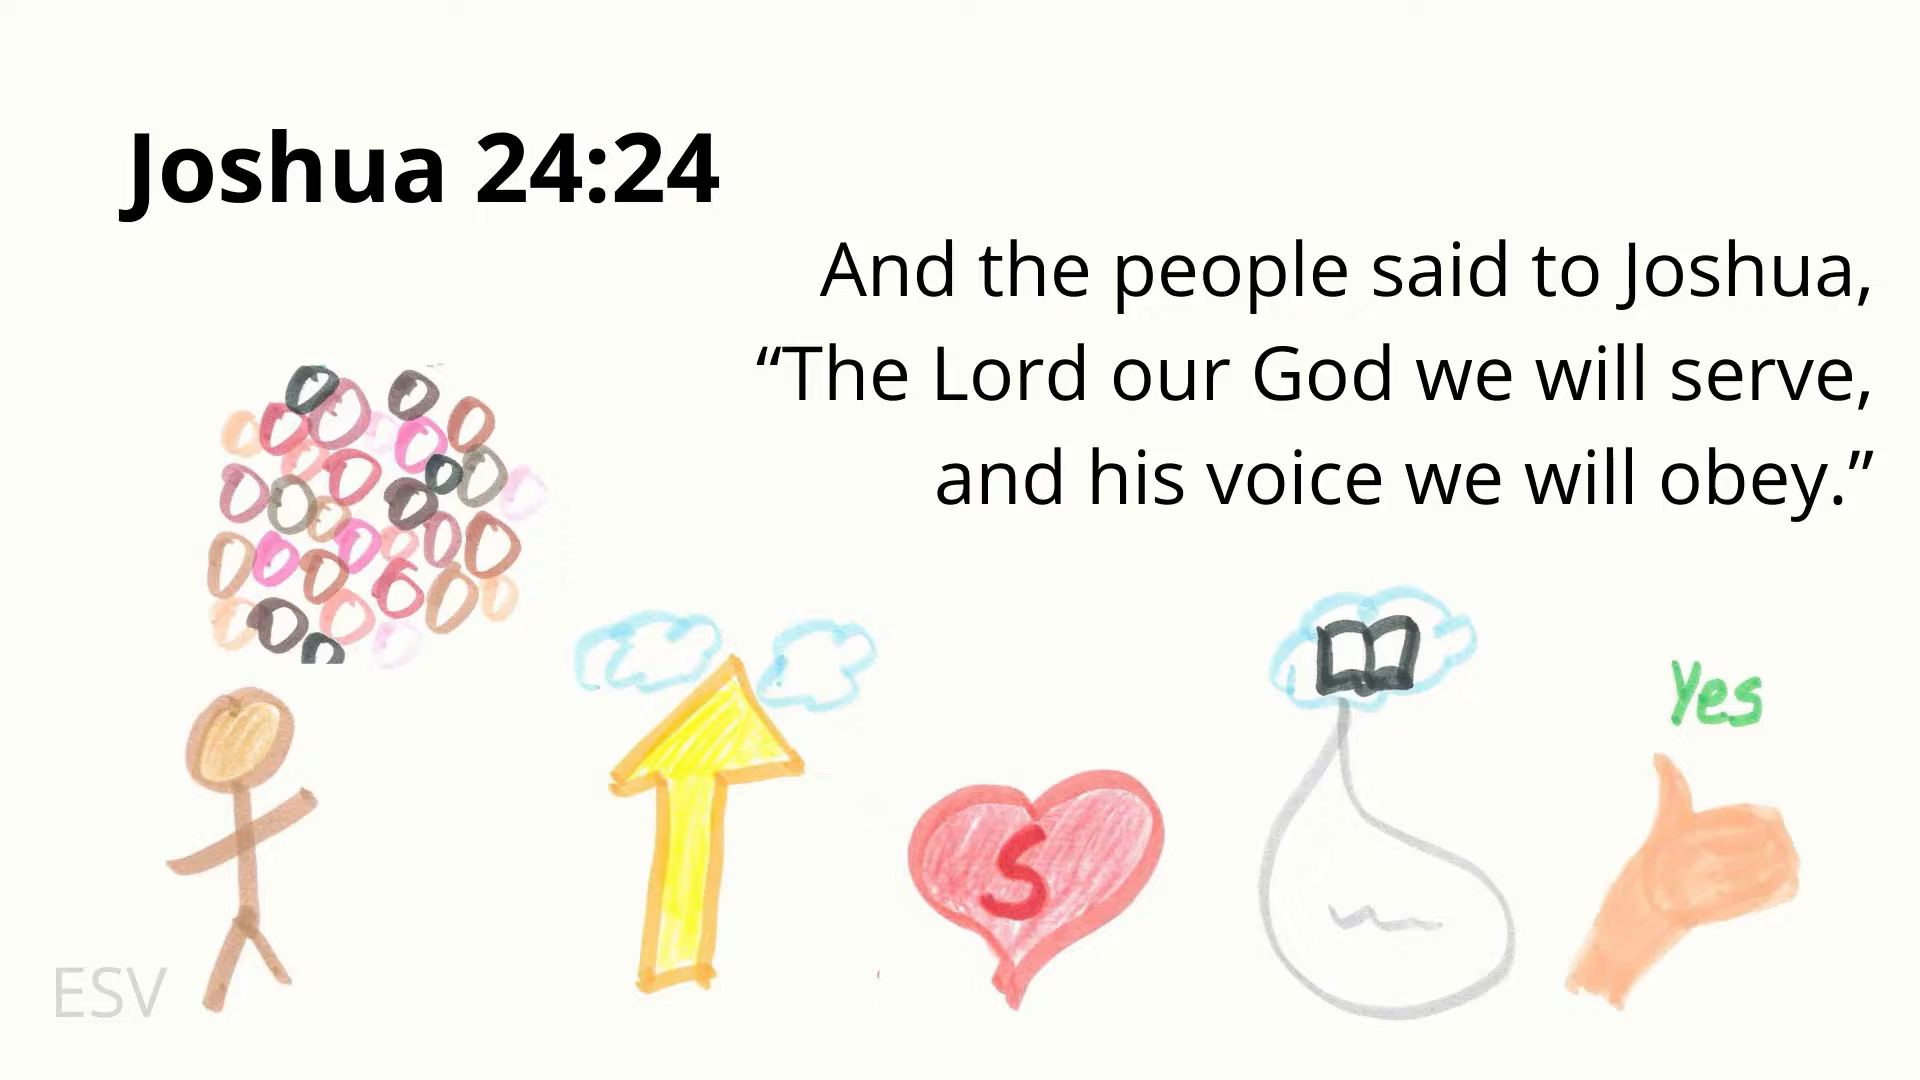 Joshua 24:24
And the people said to Joshua,
“The Lord our God we will serve,
and his voice we will obey.”
Yes
S
ESV